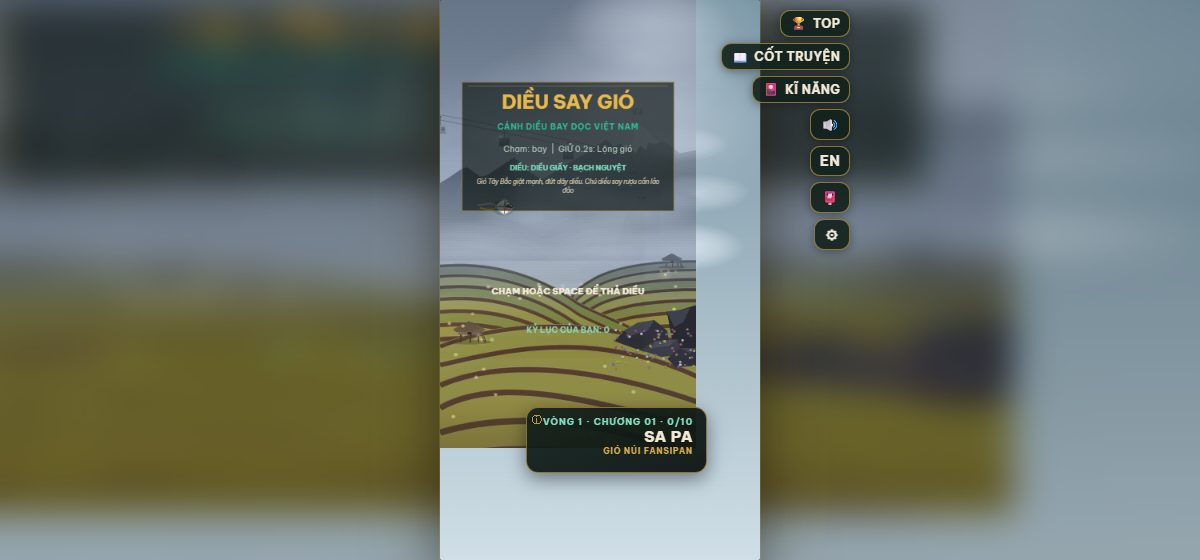 TOP
CỐT TRUYỆN
KĨ NĂNG
EN
DIỀU SAY GIÓ
CÁNH DIỀU BAY DỌC VIỆT NAM
Chạm: bay | GIỮ 0.2s: Lộng gió
DIỀU: DIỀU GIẤY · BẠCH NGUYỆT
Gió Tây Bắc giật mạnh, đứt dây diều. Chú diều say rượu cần lảo
đảo
CHẠM HOẶC SPACE ĐỂ THẢ DIỀU
KỶ LỤC CỦA BẠN: 0
VÒNG 1 · CHƯƠNG 01 · 0/10
SA PA
GIÓ NÚI FANSIPAN